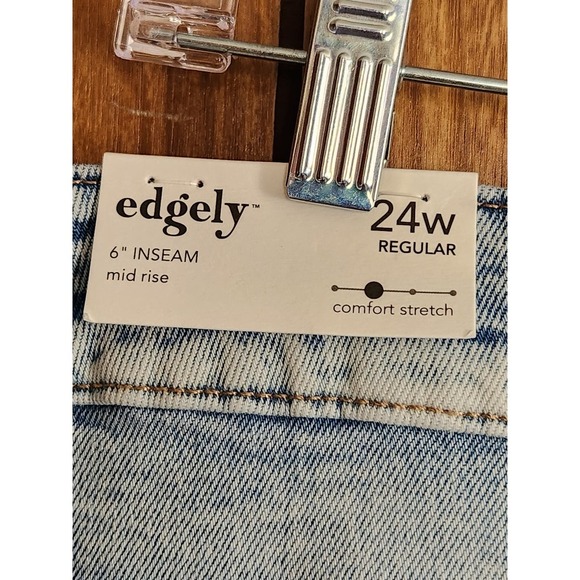 edgely™
6" INSEAM
mid rise
24w
REGULAR
comfort stretch